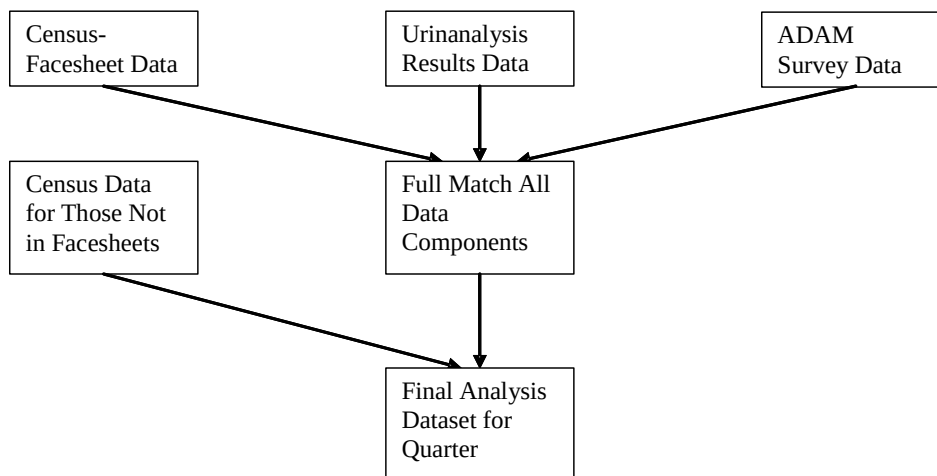 Census-
Facesheet Data
Urinanalysis
Results Data
ADAM
Survey Data
Census Data
for Those Not
in Facesheets
Full Match All
Data
Components
Final Analysis
Dataset for
Quarter